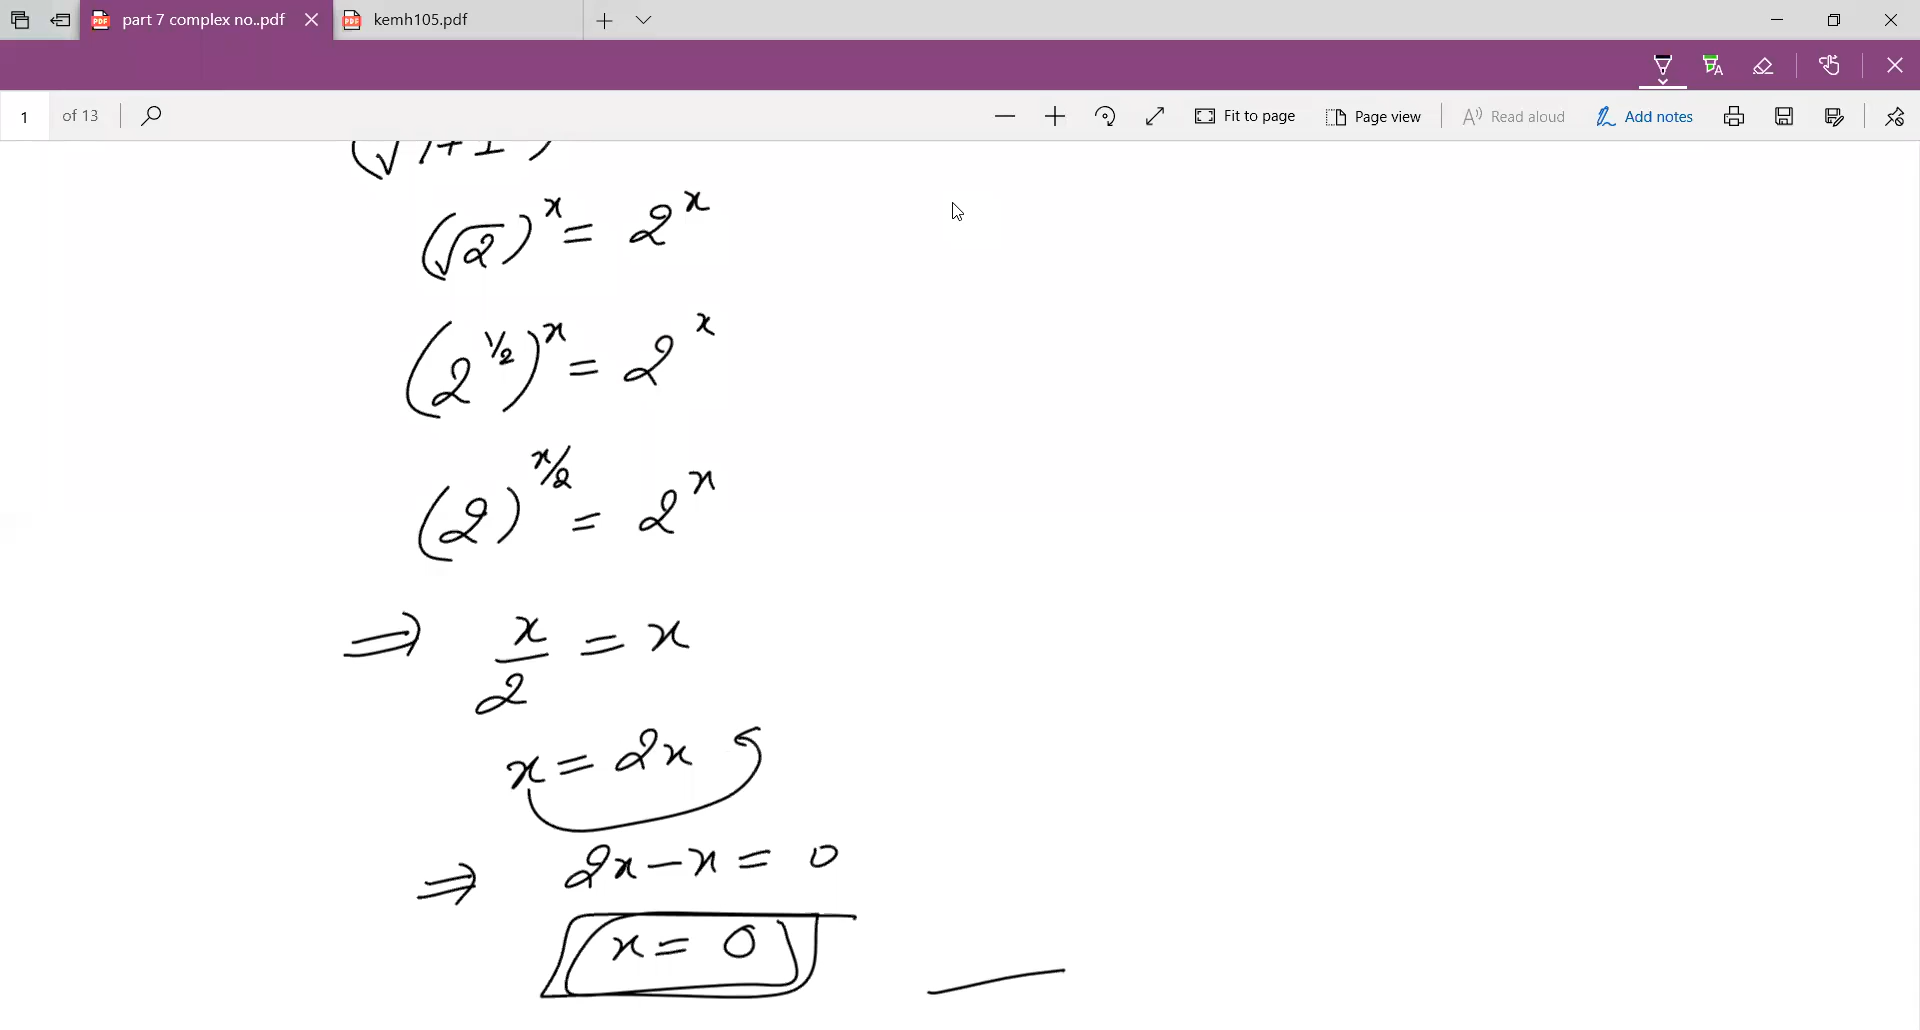 part 7 complex no..pdf
kemh105.pdf
1 of 13
Fit to page
Page view
Read aloud
Add notes
(√2)^x = 2^x
(2^1/2)^x = 2^x
(2)^x/2 = 2^x
⇒ x/2 = x
x = 2x
⇒ 2x - x = 0
x = 0